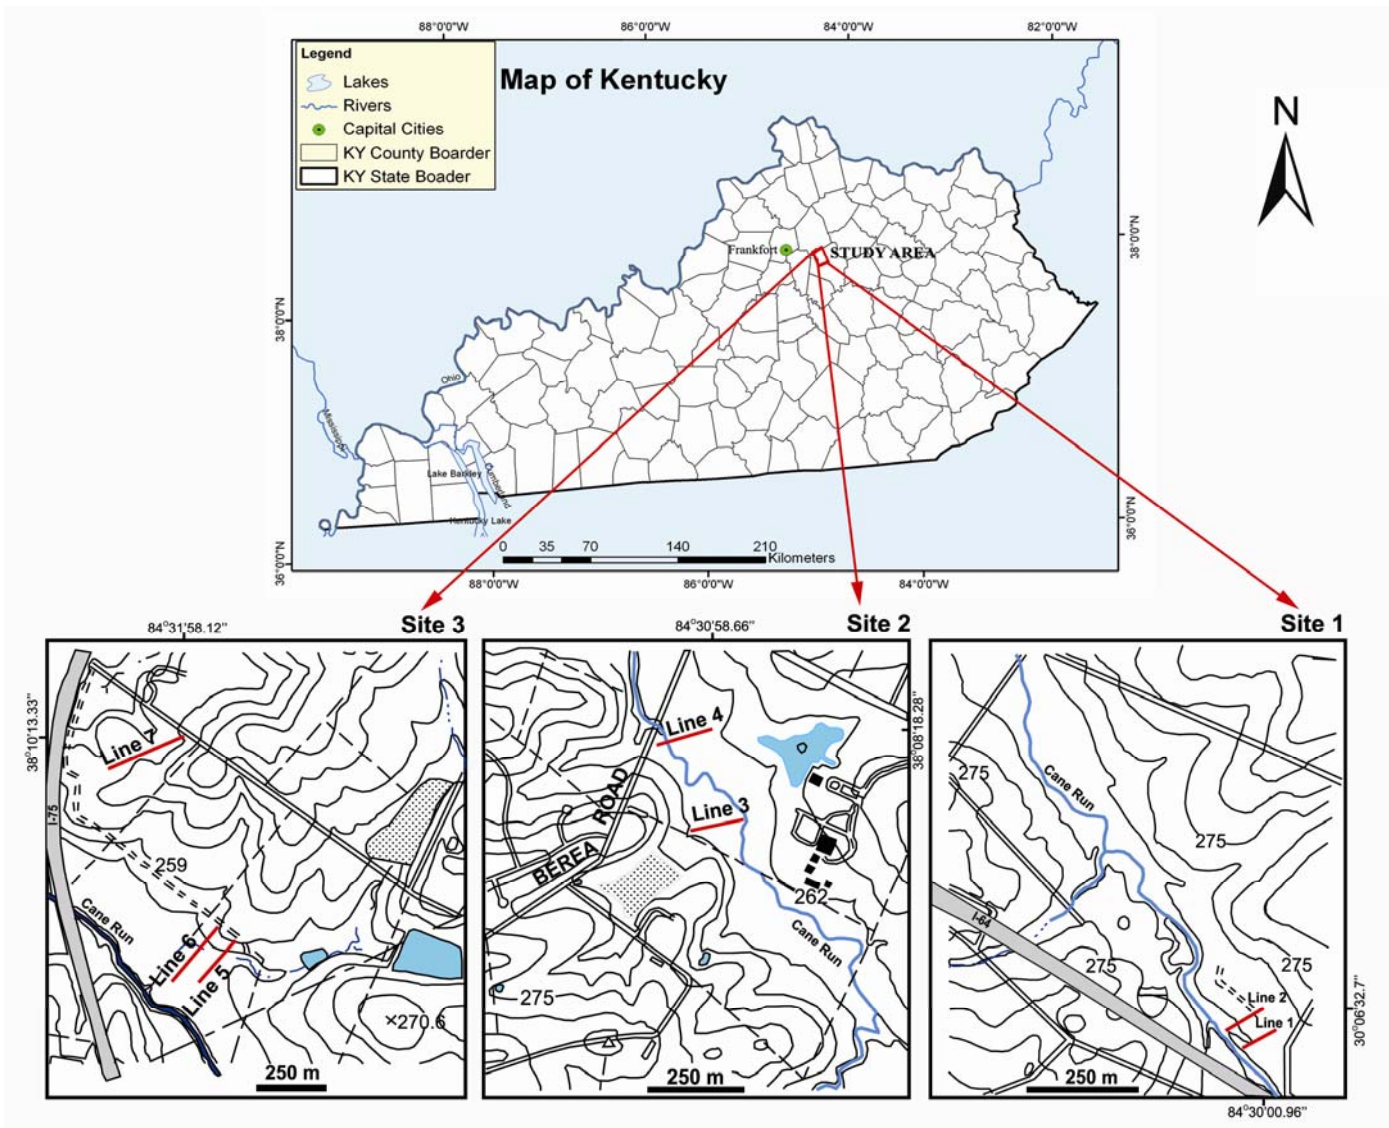 88°0'0"W 86°0'0"W 84°0'0"W 82°0'0"W
Legend
Lakes
Rivers
Capital Cities
KY County Boarder
KY State Boader
Map of Kentucky
N
38°0'0"N
38°0'0"N
Frankfort
STUDY AREA
Ohio
Mississippi
Lake Barkley
Cumberland
Kentucky Lake
36°0'0"N
36°0'0"N
0 35 70 140 210
Kilometers
88°0'0"W 86°0'0"W 84°0'0"W
84°31'58.12"
Site 3
38°10'13.33"
Line 7
I-75
259
Cane Run
Line 6
Line 5
×270.6
250 m
84°30'58.66"
Site 2
38°08'18.28"
Line 4
ROAD
Line 3
BEREA
262
Cane Run
275
250 m
Site 1
275
Cane Run
275
I-64
275
275
Line 2
Line 1
30°06'32.7"
250 m
84°30'00.96"